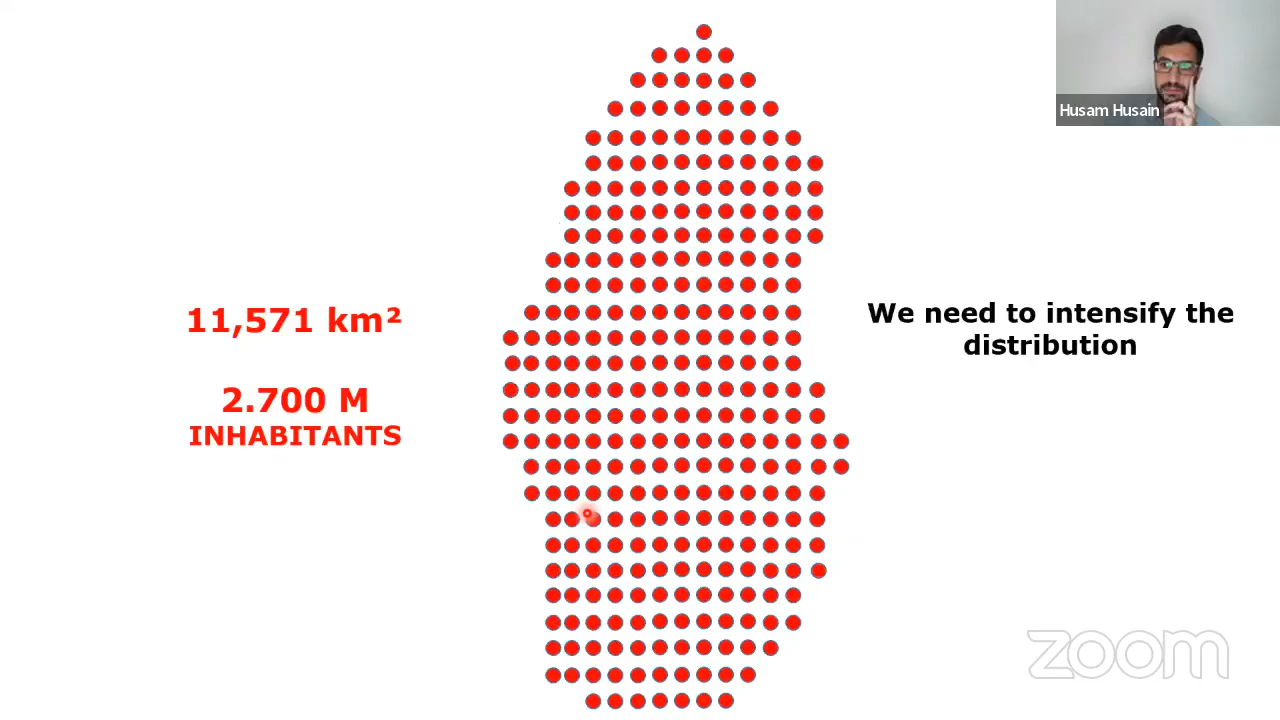 Husam Husain
11,571 km²
2.700 M
INHABITANTS
We need to intensify the
distribution
zoom